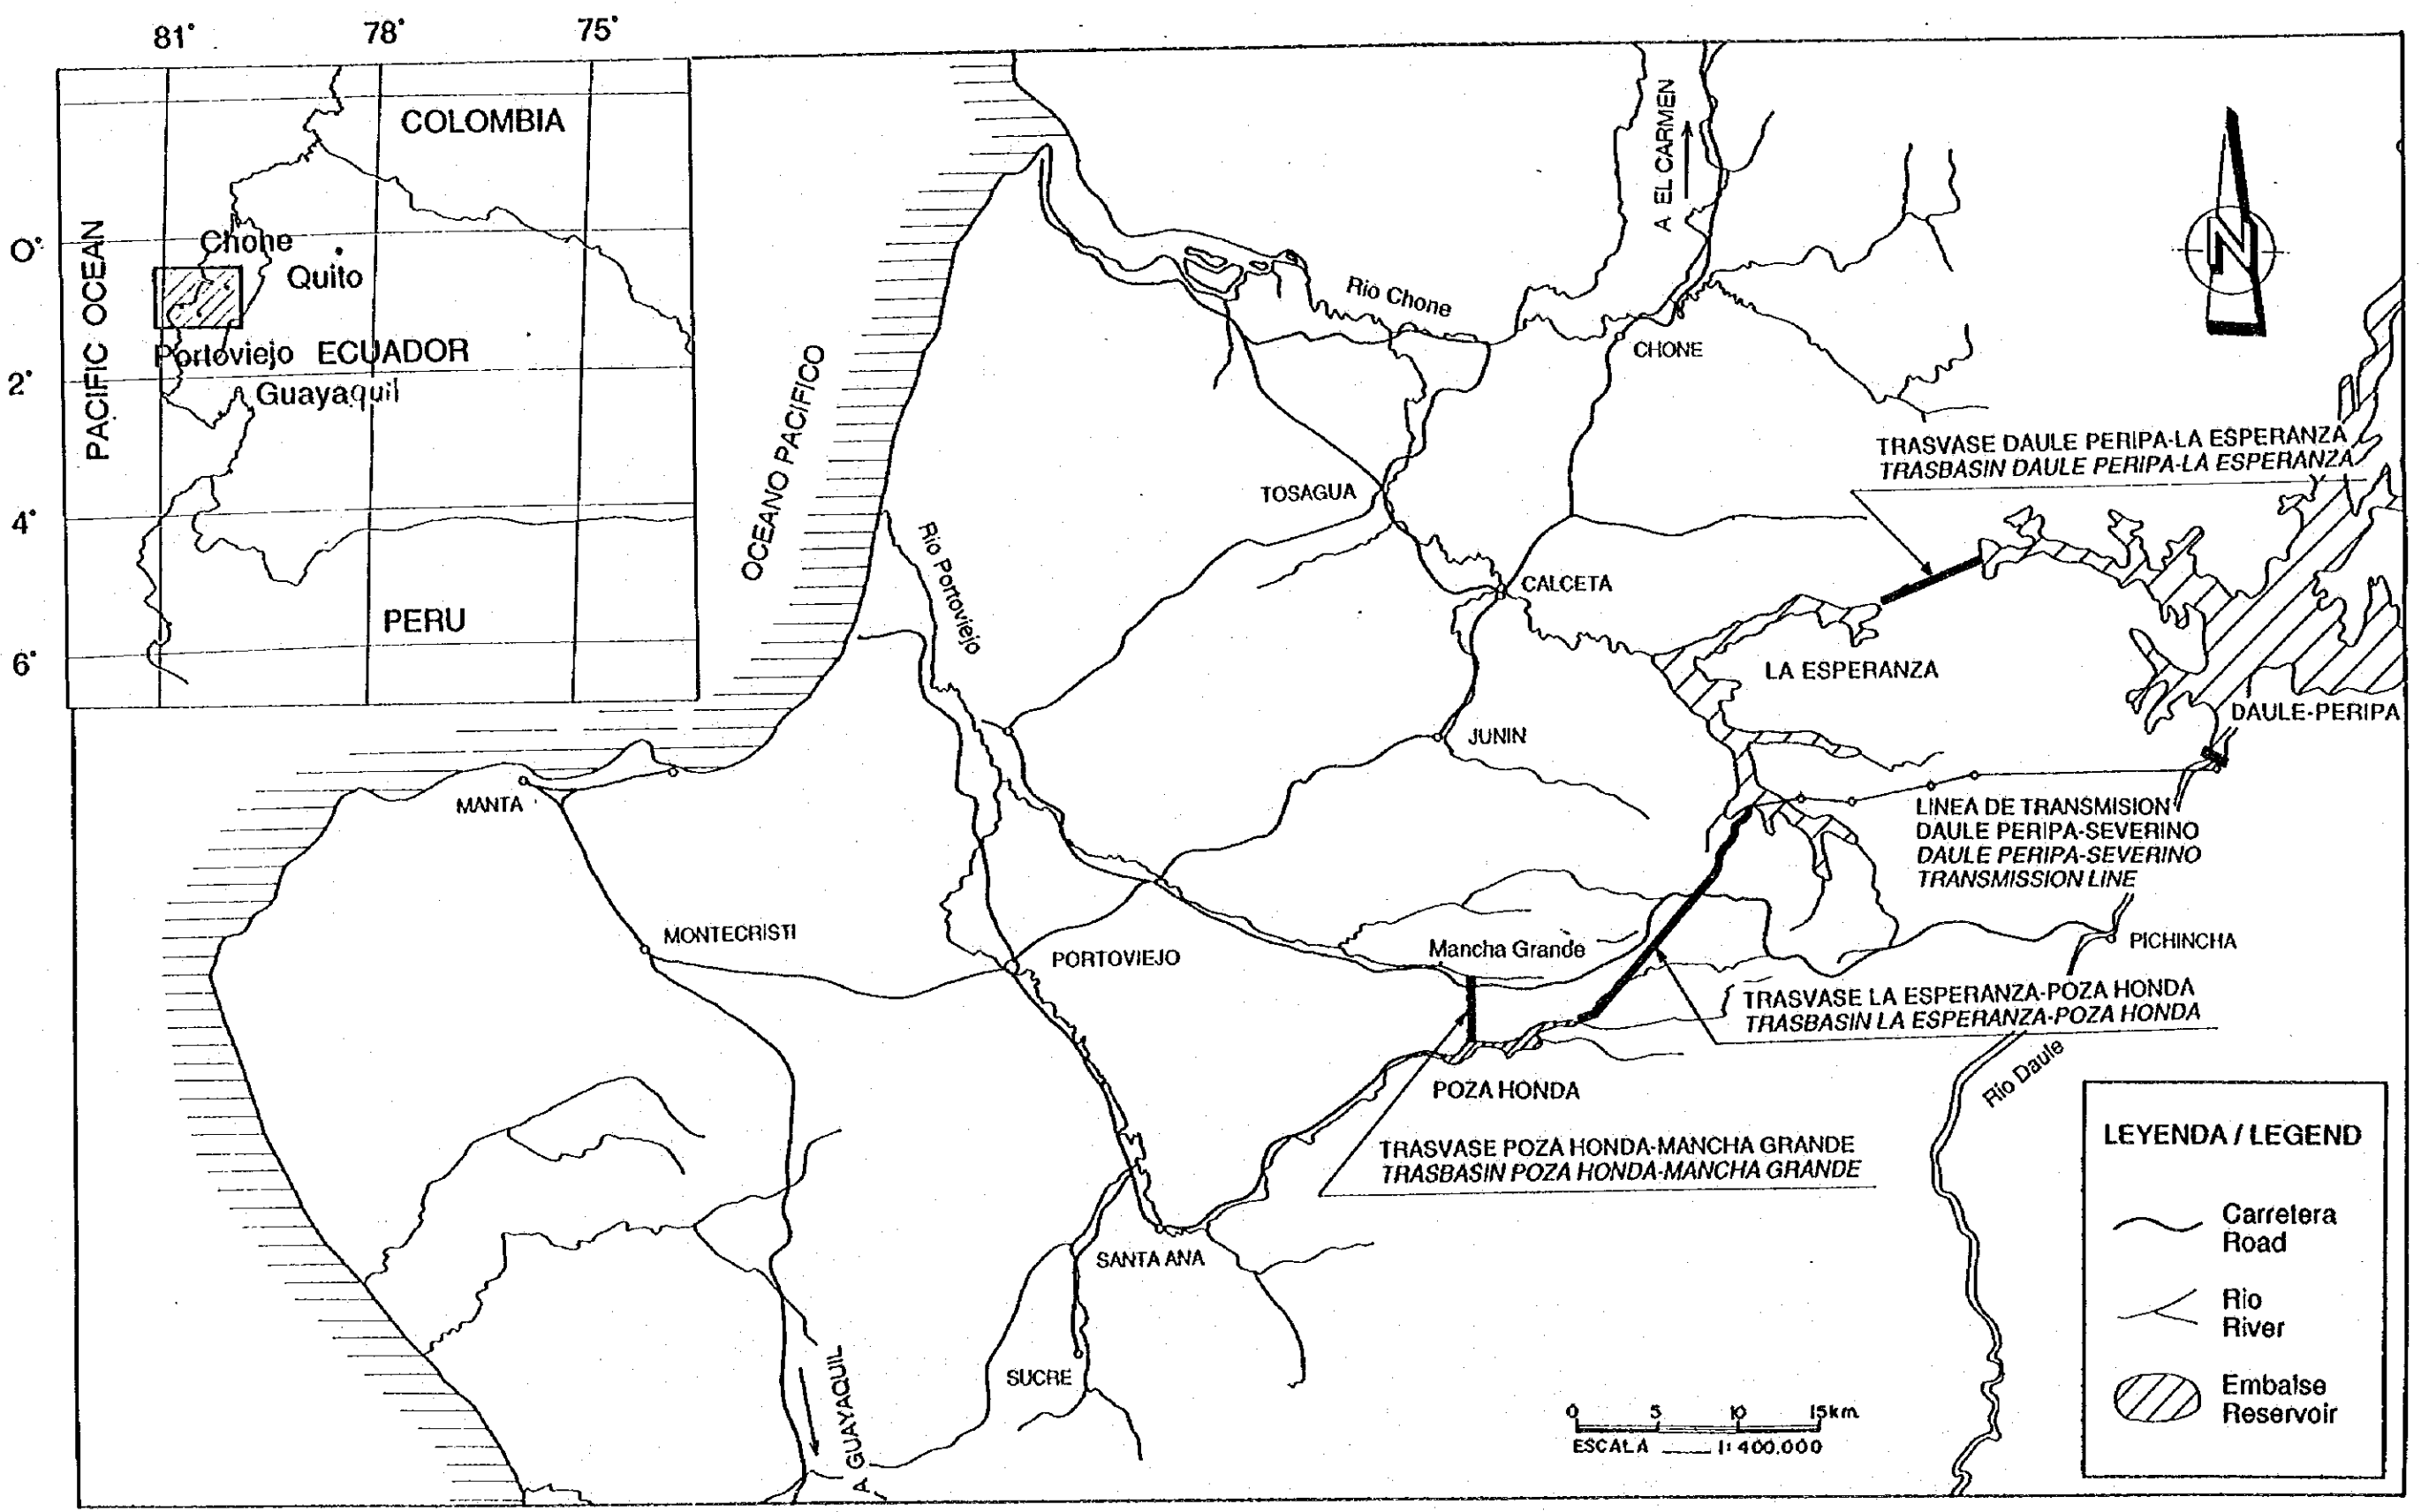 81°
78°
75°
COLOMBIA
PACIFIC OCEAN
0°
Chone
Quito
Portoviejo
ECUADOR
2°
Guayaquil
4°
PERU
6°
OCEANO PACIFICO
A EL CARMEN
N
Rio Chone
CHONE
TRASVASE DAULE PERIPA-LA ESPERANZA
TRASBASIN DAULE PERIPA-LA ESPERANZA
TOSAGUA
Rio Portoviejo
CALCETA
LA ESPERANZA
DAULE-PERIPA
JUNIN
MANTA
LINEA DE TRANSMISION
DAULE PERIPA-SEVERINO
DAULE PERIPA-SEVERINO
TRANSMISSION LINE
MONTECRISTI
PORTOVIEJO
Mancha Grande
PICHINCHA
TRASVASE LA ESPERANZA-POZA HONDA
TRASBASIN LA ESPERANZA-POZA HONDA
POZA HONDA
Rio Daule
TRASVASE POZA HONDA-MANCHA GRANDE
TRASBASIN POZA HONDA-MANCHA GRANDE
SANTA ANA
SUCRE
A GUAYAQUIL
0 5 10 15km
ESCALA 1:400,000
LEYENDA / LEGEND
Carretera
Road
Rio
River
Embalse
Reservoir